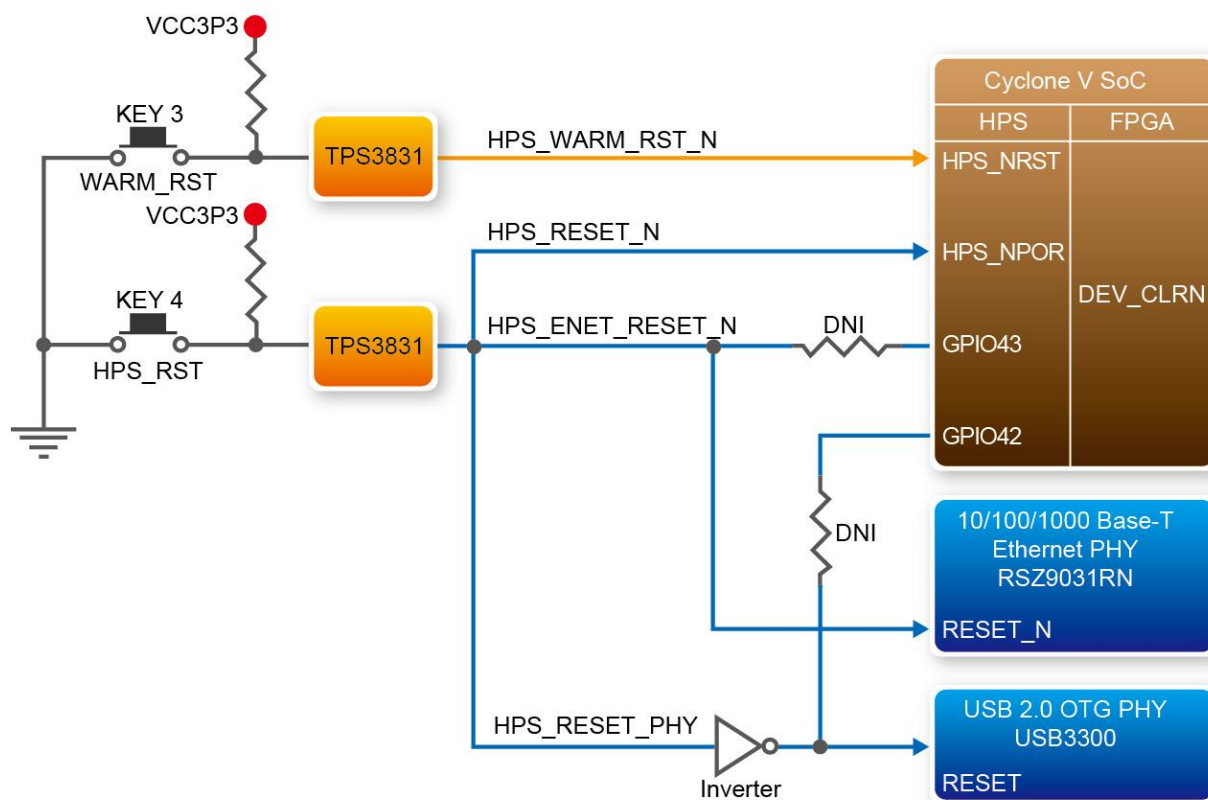 VCC3P3
KEY 3
WARM_RST
TPS3831
HPS_WARM_RST_N
VCC3P3
KEY 4
HPS_RST
TPS3831
HPS_RESET_N
HPS_ENET_RESET_N
DNI
DNI
HPS_RESET_PHY
Inverter
Cyclone V SoC
HPS
FPGA
HPS_NRST
HPS_NPOR
DEV_CLRN
GPIO43
GPIO42
10/100/1000 Base-T
Ethernet PHY
RSZ9031RN
RESET_N
USB 2.0 OTG PHY
USB3300
RESET